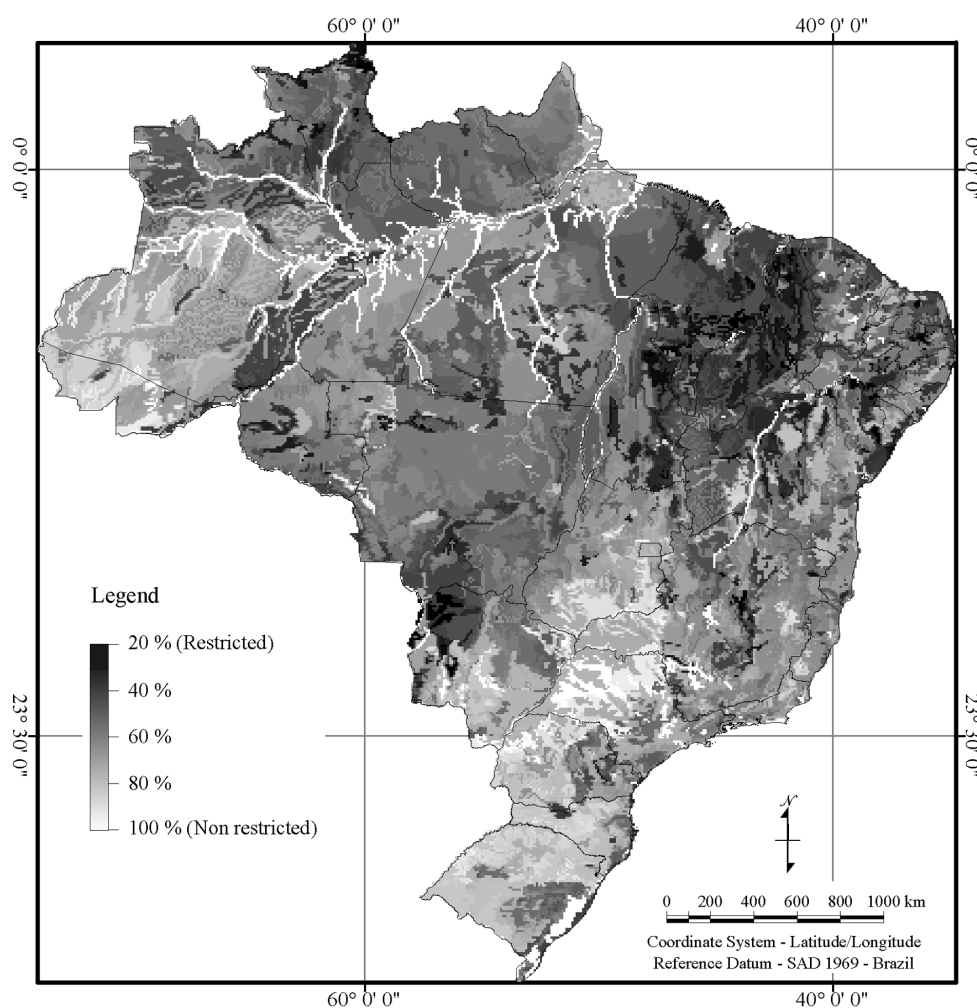 60° 0' 0"
40° 0' 0"
0° 0' 0"
0° 0' 0"
Legend
20 % (Restricted)
40 %
60 %
80 %
100 % (Non restricted)
23° 30' 0"
23° 30' 0"
N
0 200 400 600 800 1000 km
Coordinate System - Latitude/Longitude
Reference Datum - SAD 1969 - Brazil
60° 0' 0"
40° 0' 0"